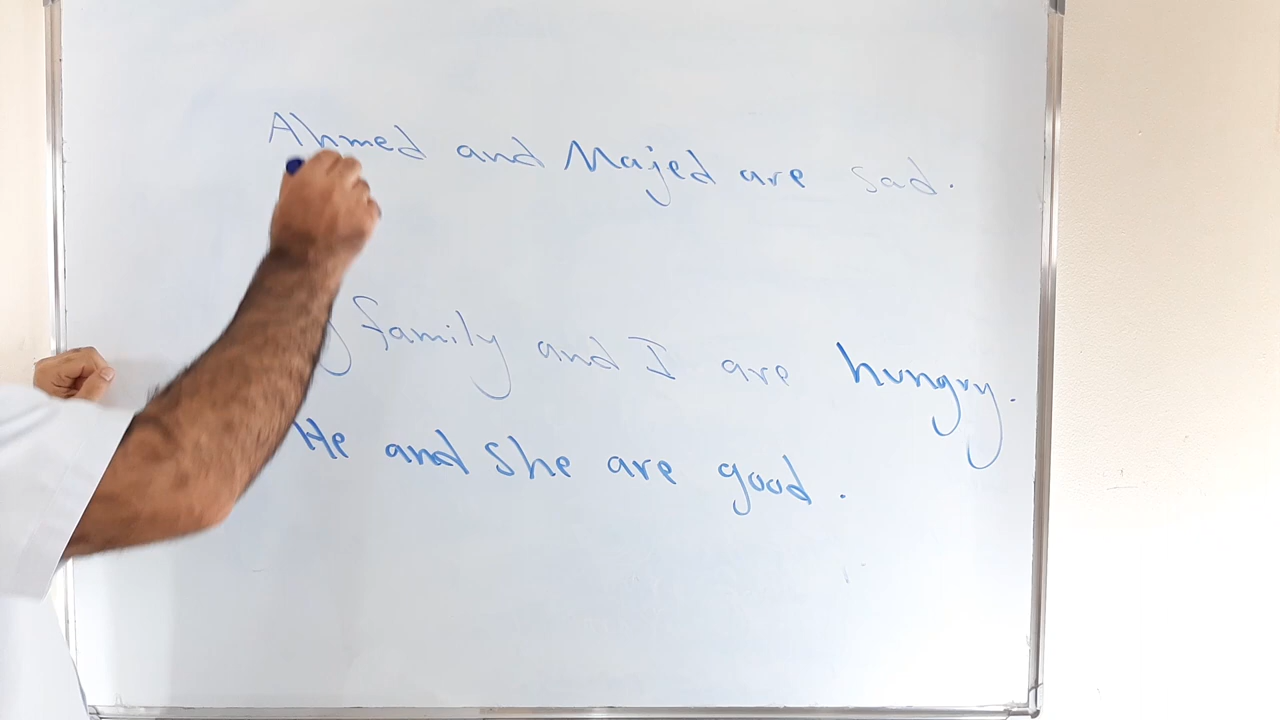 Ahmed and Majed are sad.
family and I are hungry.
He and she are good.